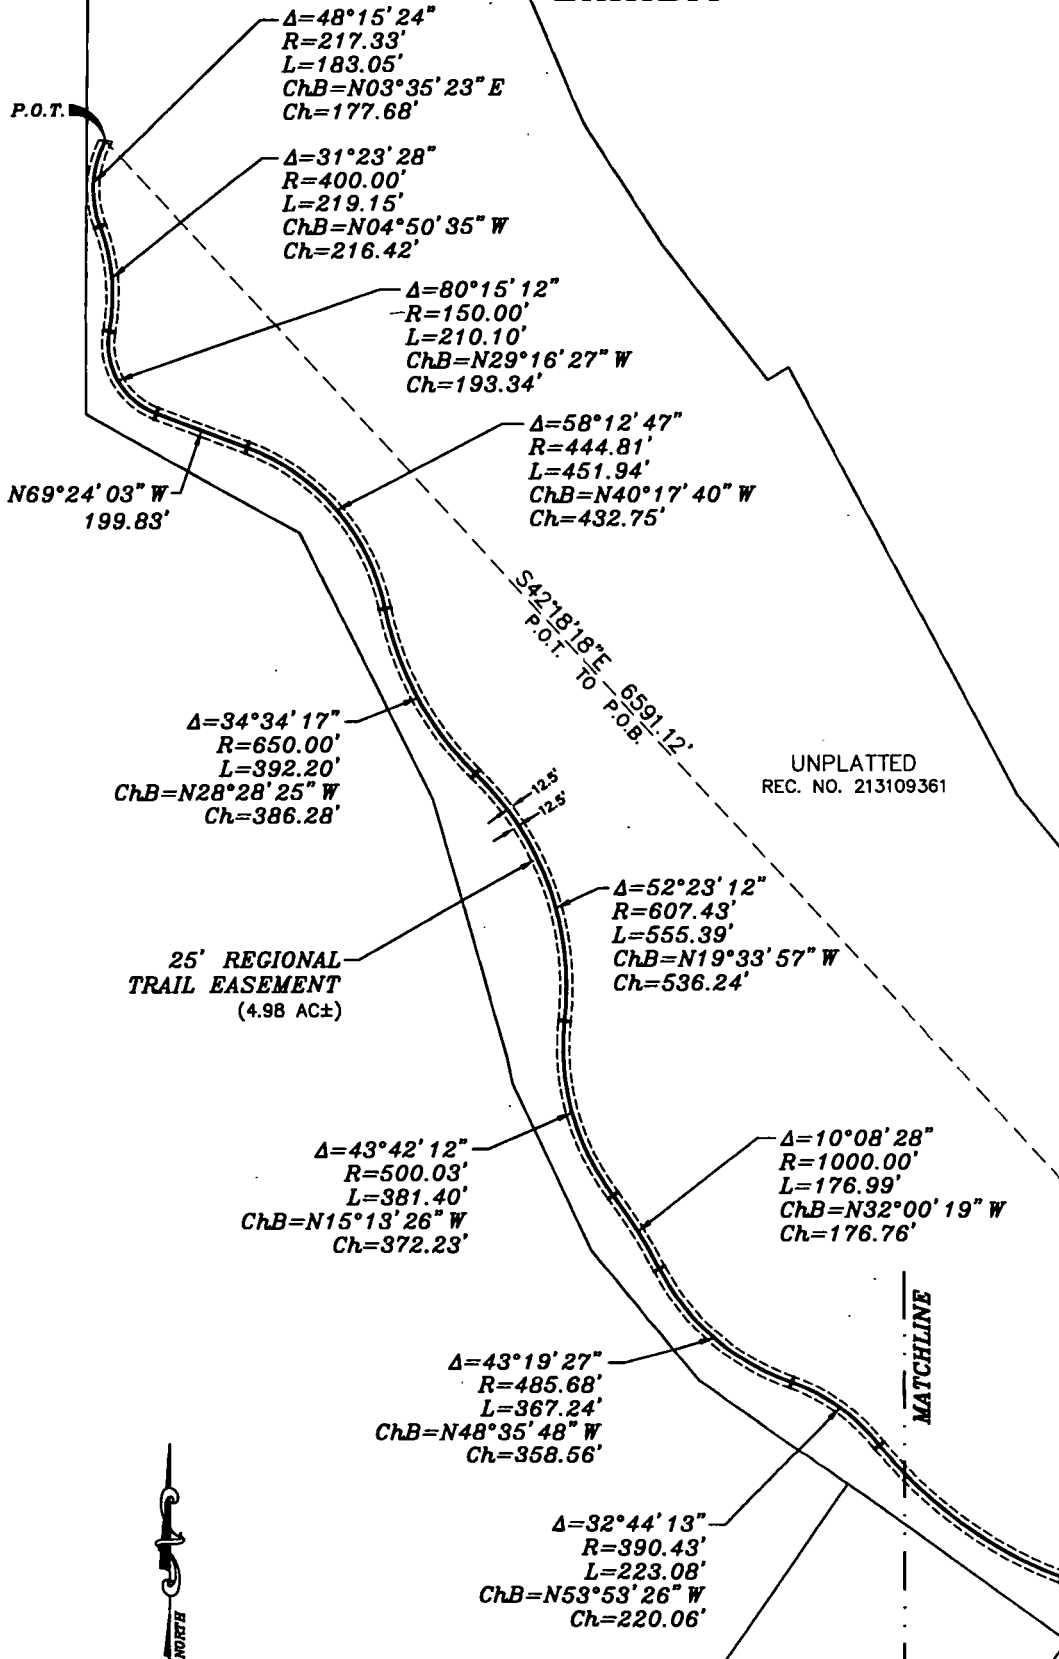 Δ=48°15'24"
R=217.33'
L=183.05'
ChB=N03°35'23" E
Ch=177.68'
P.O.T.
Δ=31°23'28"
R=400.00'
L=219.15'
ChB=N04°50'35" W
Ch=216.42'
Δ=80°15'12"
R=150.00'
L=210.10'
ChB=N29°16'27" W
Ch=193.34'
Δ=58°12'47"
R=444.81'
L=451.94'
ChB=N40°17'40" W
Ch=432.75'
N69°24'03" W
199.83'
S42°18'18"E 6591.12'
P.O.T. TO P.O.B.
Δ=34°34'17"
R=650.00'
L=392.20'
ChB=N28°28'25" W
Ch=386.28'
UNPLATTED
REC. NO. 213109361
12.5'
12.5'
Δ=52°23'12"
R=607.43'
L=555.39'
ChB=N19°33'57" W
Ch=536.24'
25' REGIONAL
TRAIL EASEMENT
(4.98 AC±)
Δ=43°42'12"
R=500.03'
L=381.40'
ChB=N15°13'26" W
Ch=372.23'
Δ=10°08'28"
R=1000.00'
L=176.99'
ChB=N32°00'19" W
Ch=176.76'
MATCHLINE
Δ=43°19'27"
R=485.68'
L=367.24'
ChB=N48°35'48" W
Ch=358.56'
Δ=32°44'13"
R=390.43'
L=223.08'
ChB=N53°53'26" W
Ch=220.06'
NORTH